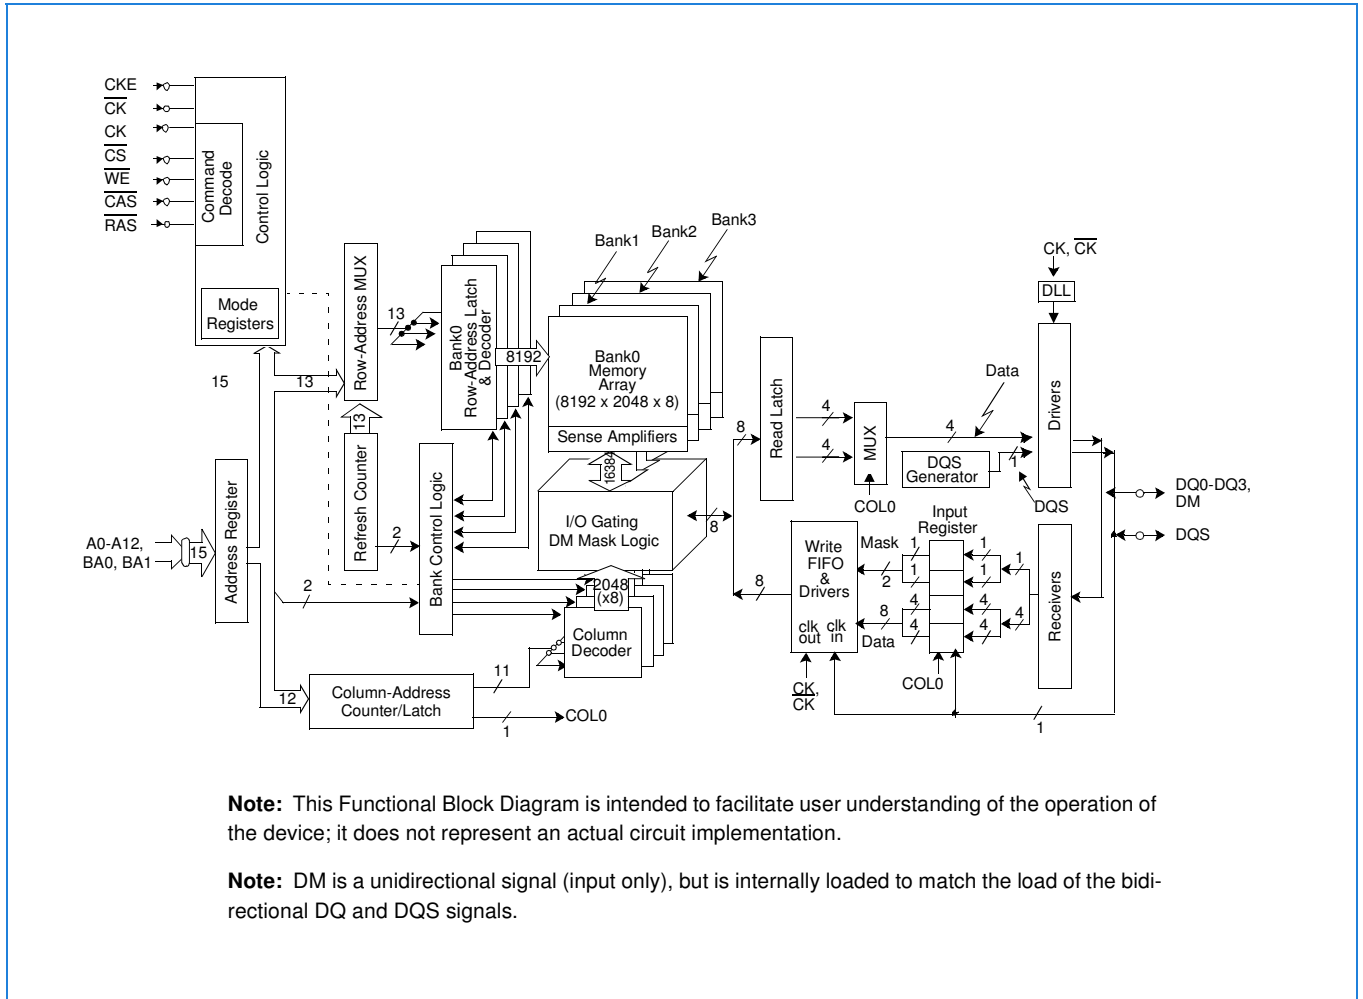 CKE
CK
CK
CS
WE
CAS
RAS
Command
Decode
Control Logic
Mode
Registers
15
13
Row-Address MUX
13
Refresh Counter
13
Bank0
Row-Address Latch
& Decoder
8192
Bank1
Bank2
Bank3
Bank0
Memory
Array
(8192 x 2048 x 8)
Sense Amplifiers
16384
I/O Gating
DM Mask Logic
2048
(x8)
Column
Decoder
2
Bank Control Logic
A0-A12,
BA0, BA1
15
Address Register
2
12
Column-Address
Counter/Latch
11
1
COL0
8
8
8
Read Latch
4
4
MUX
COL0
4
Data
DQS
Generator
1
DQS
CK, CK
DLL
Drivers
DQ0-DQ3,
DM
DQS
Input
Register
Write
FIFO
&
Drivers
clk
out
clk
in
Mask
2
8
Data
1
1
4
4
1
1
4
4
1
4
Receivers
CK,
CK
COL0
1
Note: This Functional Block Diagram is intended to facilitate user understanding of the operation of
the device; it does not represent an actual circuit implementation.
Note: DM is a unidirectional signal (input only), but is internally loaded to match the load of the bidi-
rectional DQ and DQS signals.